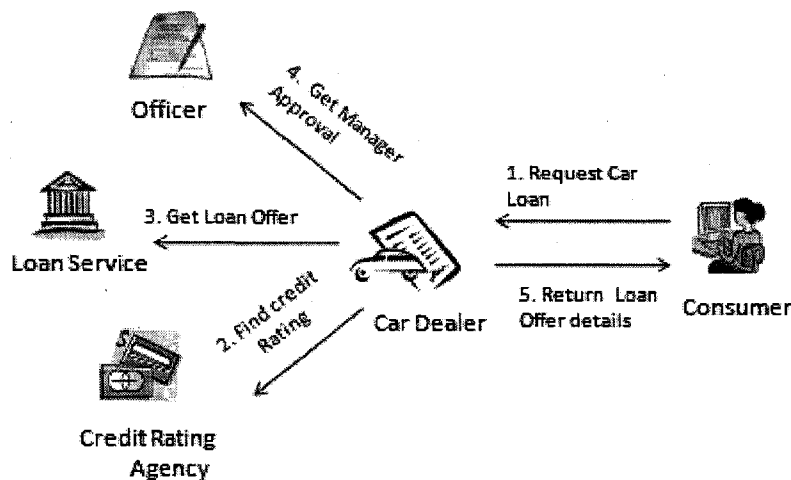 4. Get Manager
Approval
Officer
1. Request Car
Loan
3. Get Loan Offer
Loan Service
2. Find credit
Rating
Car Dealer
5. Return Loan
Offer details
Consumer
$
Credit Rating
Agency